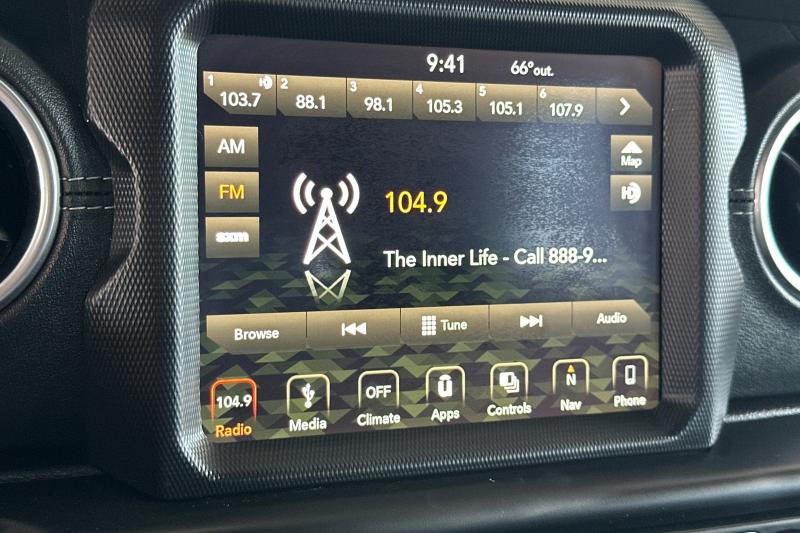 9:41 66° out.
1 103.7 HD 2 88.1 3 98.1 4 105.3 5 105.1 6 107.9
AM
Map
FM
HD
104.9
sxm
The Inner Life - Call 888-9...
Browse Tune Audio
104.9 OFF N
Radio Media Climate Apps Controls Nav Phone